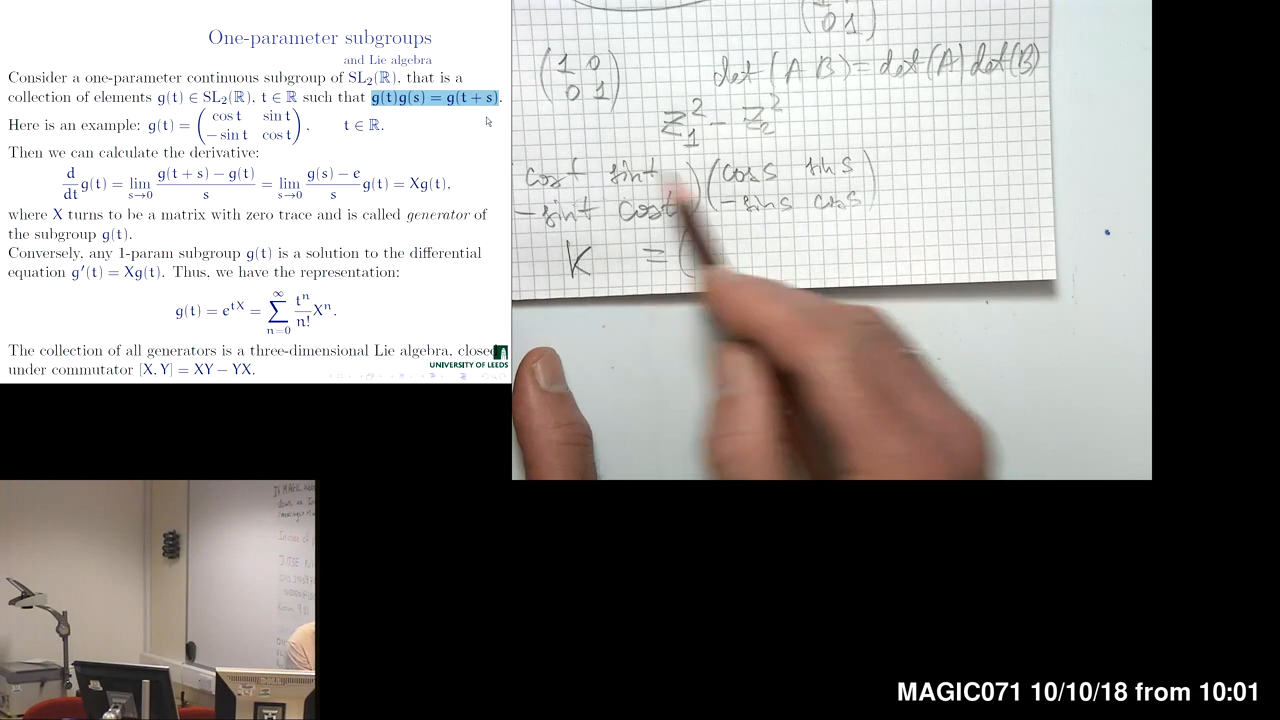 One-parameter subgroups
and Lie algebra
Consider a one-parameter continuous subgroup of SL₂(ℝ), that is a
collection of elements g(t) ∈ SL₂(ℝ), t ∈ ℝ such that g(t)g(s) = g(t + s).
Here is an example: g(t) = ( cos t sin t
− sin t cos t ) . t ∈ ℝ.
Then we can calculate the derivative:
d/dt g(t) = lim s→0 g(t + s) − g(t)/s = lim s→0 g(s) − e/s g(t) = Xg(t),
where X turns to be a matrix with zero trace and is called generator of
the subgroup g(t).
Conversely, any 1-param subgroup g(t) is a solution to the differential
equation g′(t) = Xg(t). Thus, we have the representation:
g(t) = e^{tX} = ∑_{n=0}^{∞} tⁿ/n! Xⁿ.
The collection of all generators is a three-dimensional Lie algebra, closed
under commutator [X, Y] = XY − YX.
UNIVERSITY OF LEEDS
0 1
( 1 0
0 1 )
det(A B) = det(A) det(B)
z₁² − z₂²
cos t sin t ) ( cos s sin s
−sin t cos t ) ( −sin s cos s )
K = (
MAGIC071 10/10/18 from 10:01